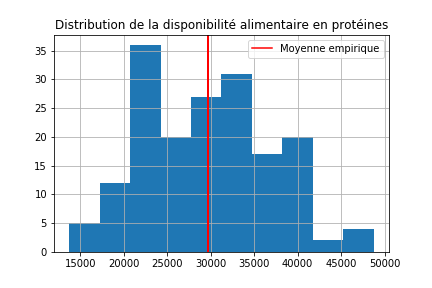 Distribution de la disponibilité alimentaire en protéines
Moyenne empirique
35
30
25
20
15
10
5
0
15000 20000 25000 30000 35000 40000 45000 50000